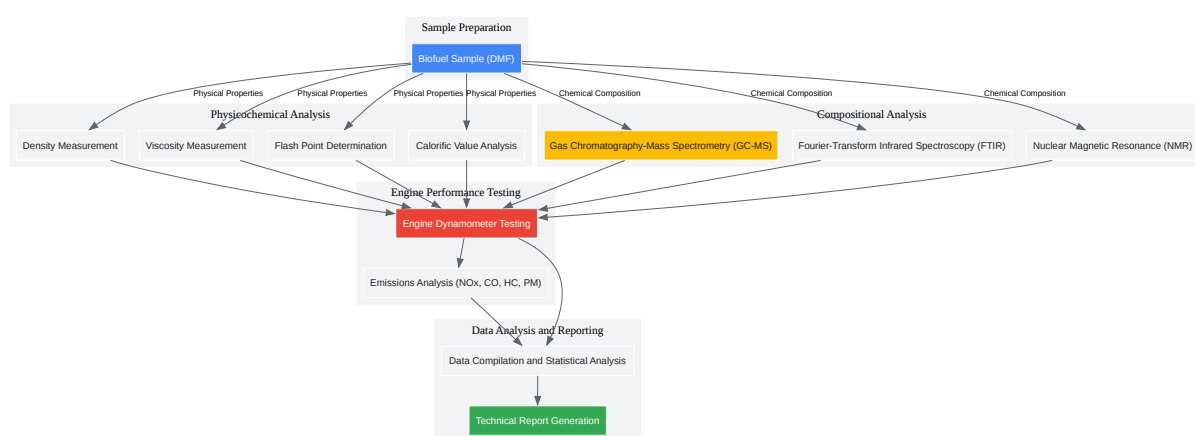 Sample Preparation
Biofuel Sample (DMF)
Physical Properties
Physical Properties
Physical Properties
Physical Properties
Chemical Composition
Chemical Composition
Chemical Composition
Physicochemical Analysis
Compositional Analysis
Density Measurement
Viscosity Measurement
Flash Point Determination
Calorific Value Analysis
Gas Chromatography-Mass Spectrometry (GC-MS)
Fourier-Transform Infrared Spectroscopy (FTIR)
Nuclear Magnetic Resonance (NMR)
Engine Performance Testing
Engine Dynamometer Testing
Emissions Analysis (NOx, CO, HC, PM)
Data Analysis and Reporting
Data Compilation and Statistical Analysis
Technical Report Generation